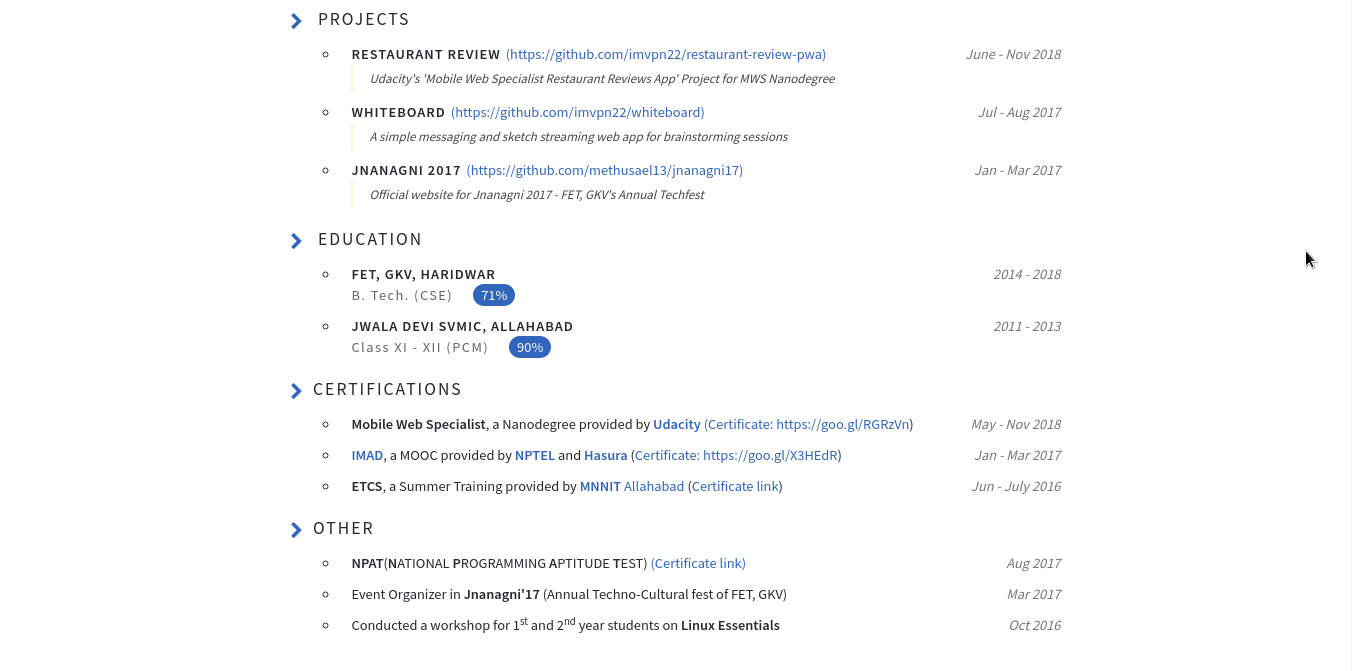 PROJECTS
RESTAURANT REVIEW (https://github.com/imvpn22/restaurant-review-pwa) June - Nov 2018
Udacity's 'Mobile Web Specialist Restaurant Reviews App' Project for MWS Nanodegree
WHITEBOARD (https://github.com/imvpn22/whiteboard) Jul - Aug 2017
A simple messaging and sketch streaming web app for brainstorming sessions
JNANAGNI 2017 (https://github.com/methusael13/jnanagni17) Jan - Mar 2017
Official website for Jnanagni 2017 - FET, GKV's Annual Techfest
EDUCATION
FET, GKV, HARIDWAR 2014 - 2018
B. Tech. (CSE) 71%
JWALA DEVI SVMIC, ALLAHABAD 2011 - 2013
Class XI - XII (PCM) 90%
CERTIFICATIONS
Mobile Web Specialist, a Nanodegree provided by Udacity (Certificate: https://goo.gl/RGRzVn) May - Nov 2018
IMAD, a MOOC provided by NPTEL and Hasura (Certificate: https://goo.gl/X3HEdR) Jan - Mar 2017
ETCS, a Summer Training provided by MNNIT Allahabad (Certificate link) Jun - July 2016
OTHER
NPAT(NATIONAL PROGRAMMING APTITUDE TEST) (Certificate link) Aug 2017
Event Organizer in Jnanagni'17 (Annual Techno-Cultural fest of FET, GKV) Mar 2017
Conducted a workshop for 1st and 2nd year students on Linux Essentials Oct 2016